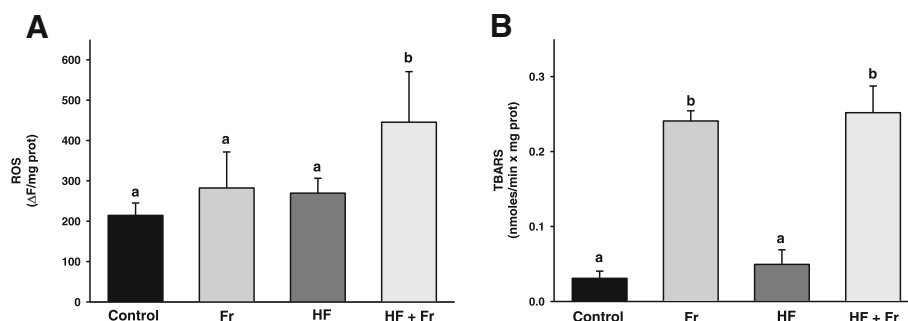 A
ROS
(ΔF/mg prot)
600
500
400
300
200
100
0
a
a
a
b
Control
Fr
HF
HF + Fr
B
TBARS
(nmoles/min x mg prot)
0.3
0.2
0.1
0.0
a
b
a
b
Control
Fr
HF
HF + Fr